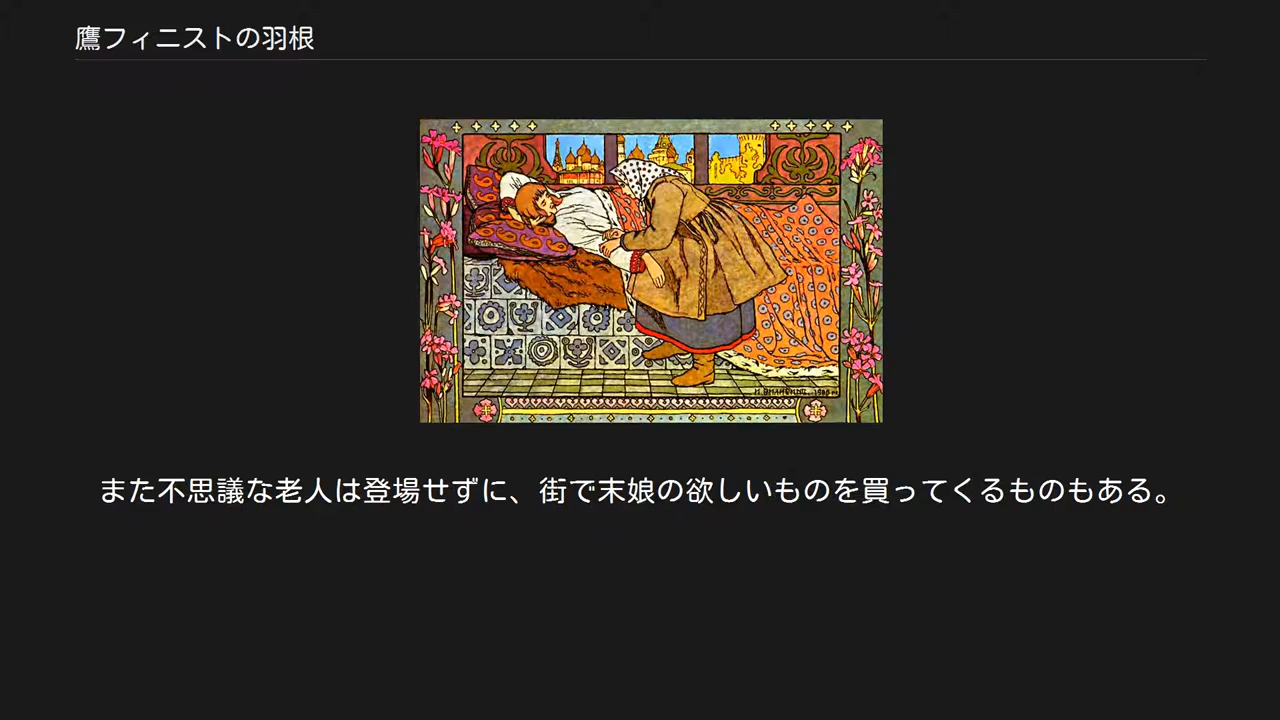 鷹フィニストの羽根
また不思議な老人は登場せずに、街で末娘の欲しいものを買ってくるものもある。